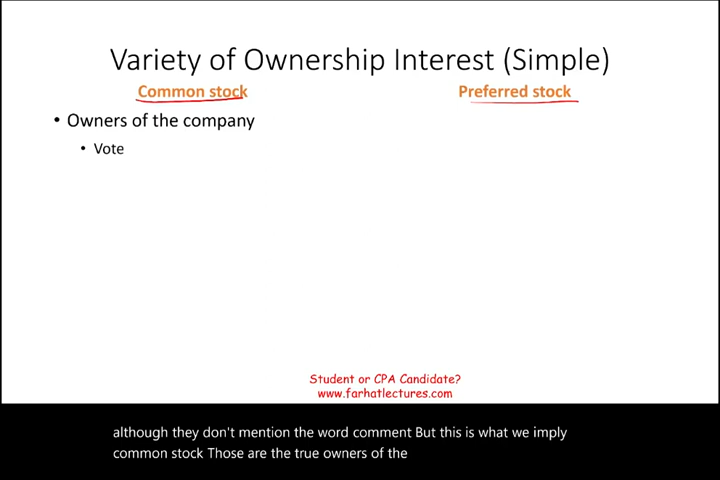 Variety of Ownership Interest (Simple)
Common stock
Preferred stock
• Owners of the company
• Vote
Student or CPA Candidate?
www.farhatlectures.com
although they don't mention the word comment But this is what we imply
common stock Those are the true owners of the